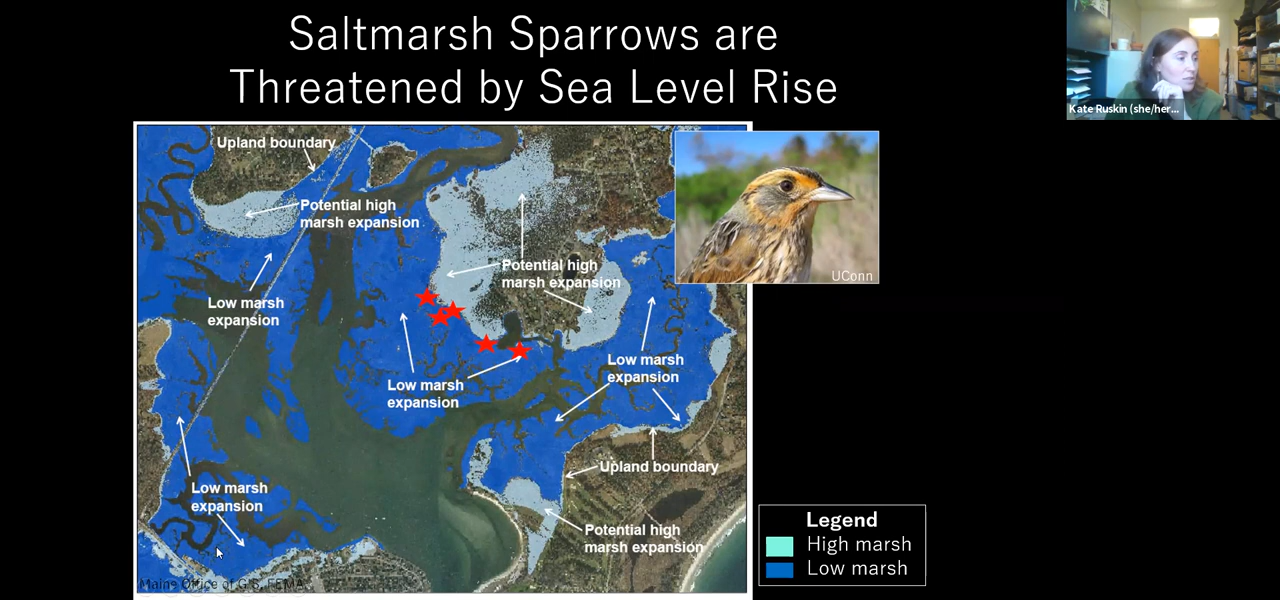 Saltmarsh Sparrows are
Threatened by Sea Level Rise
Kate Ruskin (she/her...
Upland boundary
Potential high
marsh expansion
Potential high
marsh expansion
UConn
Low marsh
expansion
Low marsh
expansion
Low marsh
expansion
Upland boundary
Low marsh
expansion
Potential high
marsh expansion
Maine Office of G.S, FEMA
Legend
High marsh
Low marsh